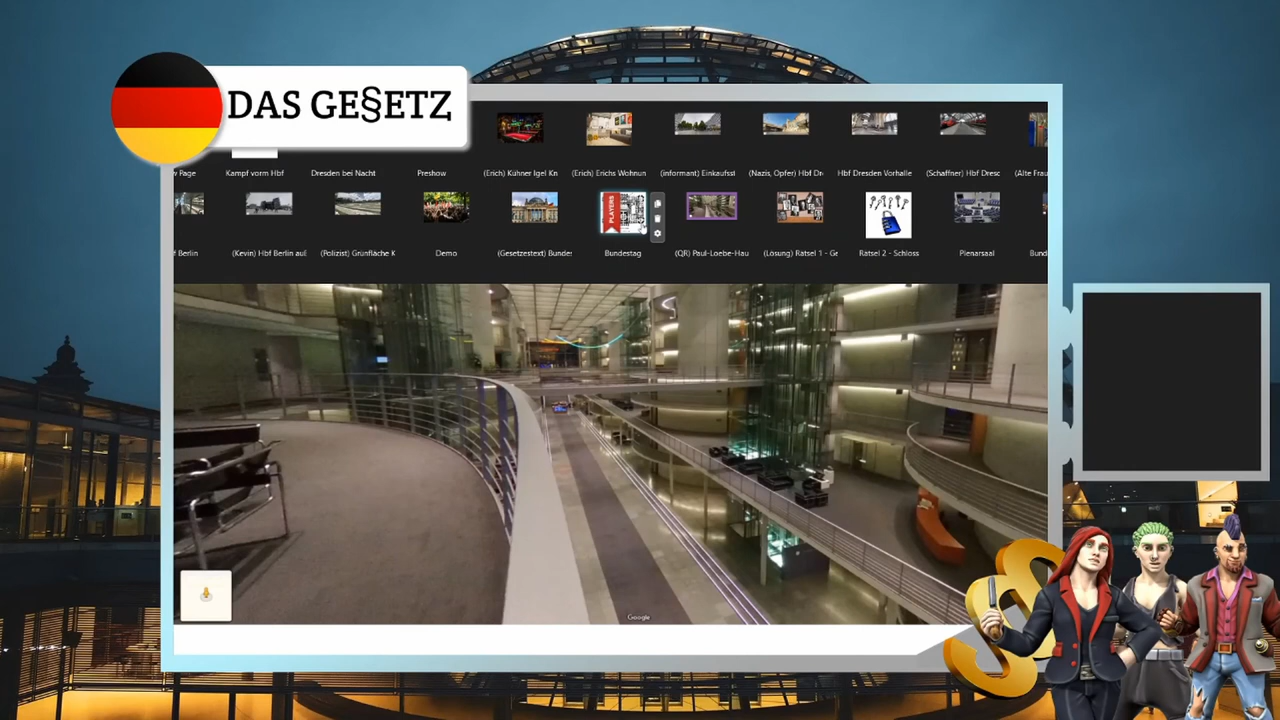 DAS GE§ETZ
y Page
Kampf vorm Hbf
Dresden bei Nacht
Preshow
(Erich) Kühner Igel Kn
(Erich) Erichs Wohnun
(informant) Einkaufsst
(Nazis, Opfer) Hbf Dr
Hbf Dresden Vorhalle
(Schaffner) Hbf Dresc
(Alte Frau
f Berlin
(Kevin) Hbf Berlin auß
(Polizist) Grünfläche K
Demo
(Gesetzestext) Bundes
PLAYERS
Bundestag
(QR) Paul-Loebe-Hau
(Lösung) Rätsel 1 - Ge
Rätsel 2 - Schloss
Plenarsaal
Bund
Google